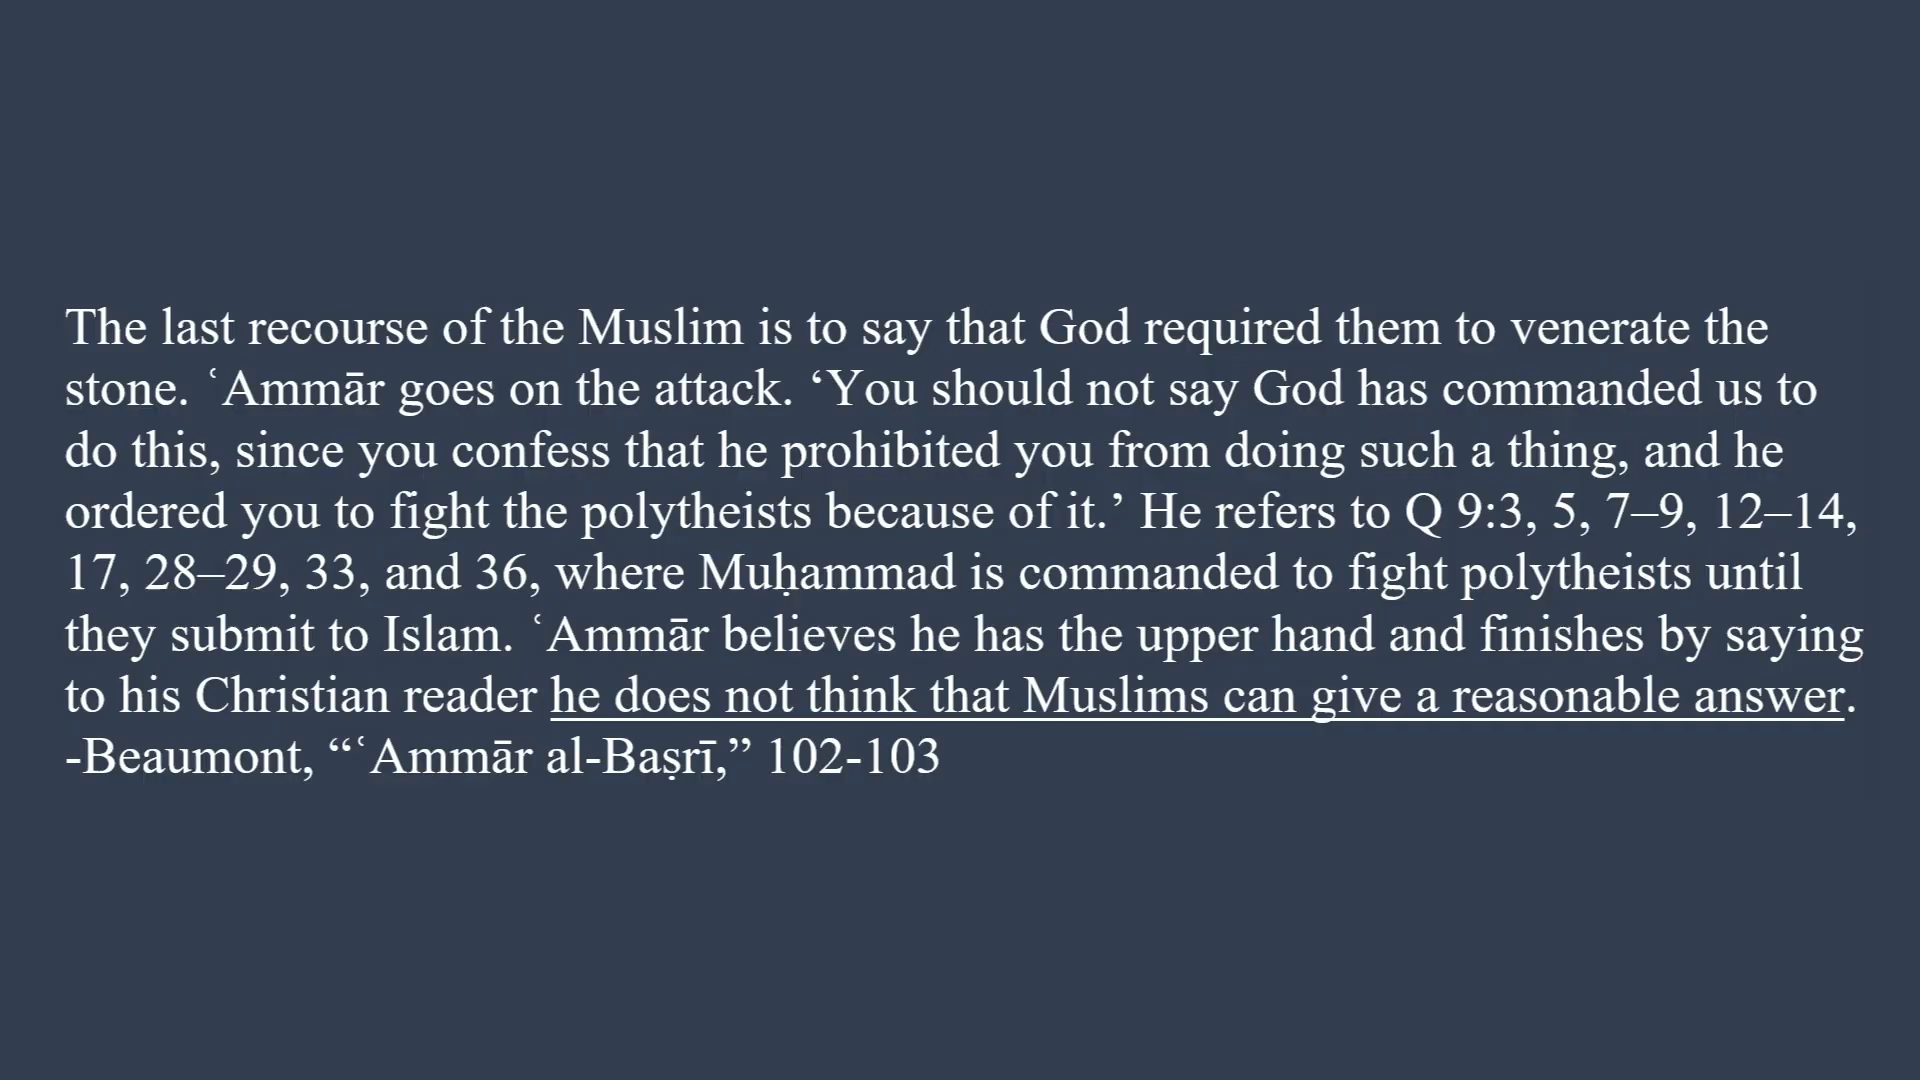 The last recourse of the Muslim is to say that God required them to venerate the
stone. ʿAmmār goes on the attack. ‘You should not say God has commanded us to
do this, since you confess that he prohibited you from doing such a thing, and he
ordered you to fight the polytheists because of it.’ He refers to Q 9:3, 5, 7–9, 12–14,
17, 28–29, 33, and 36, where Muḥammad is commanded to fight polytheists until
they submit to Islam. ʿAmmār believes he has the upper hand and finishes by saying
to his Christian reader he does not think that Muslims can give a reasonable answer.
-Beaumont, “ʿAmmār al-Baṣrī,” 102-103